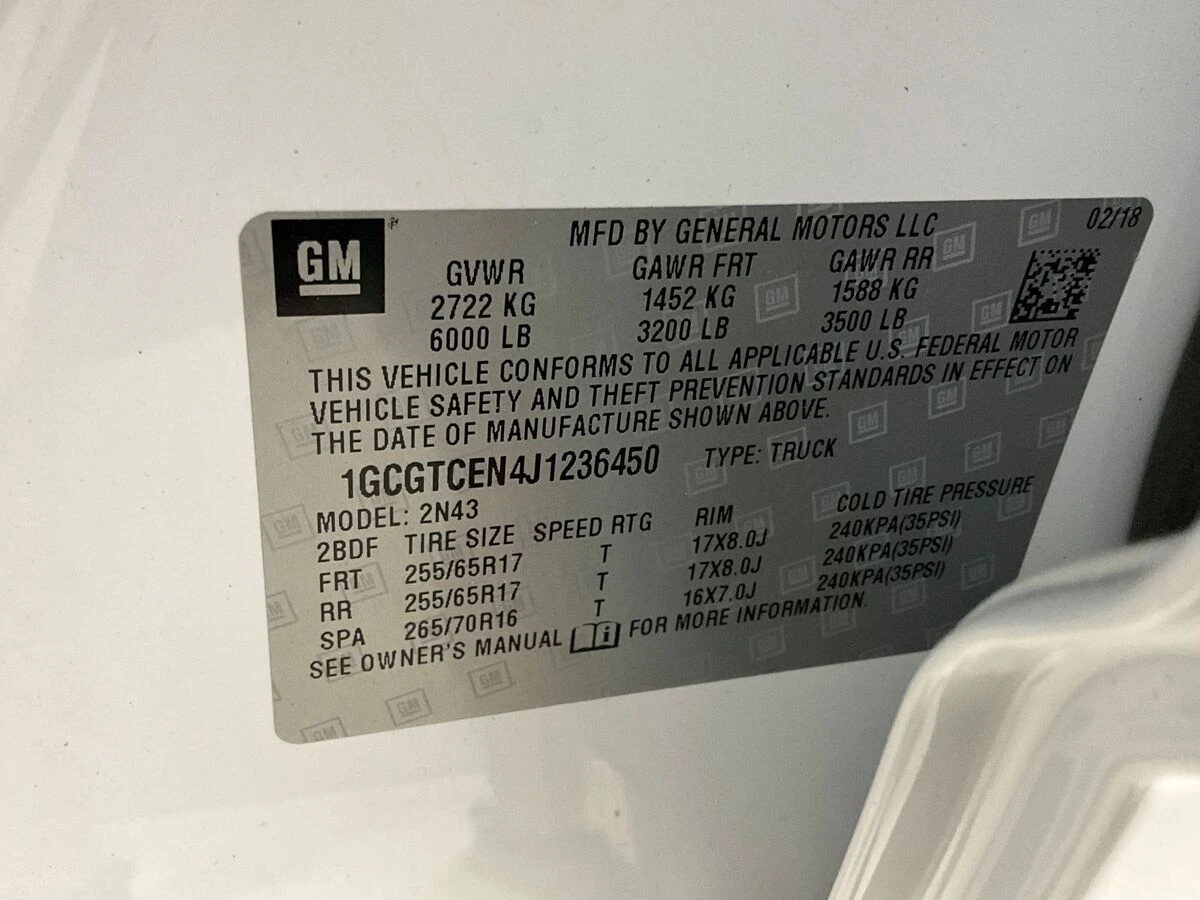 GM
MFD BY GENERAL MOTORS LLC 02/18
GVWR GAWR FRT GAWR RR
2722 KG 1452 KG 1588 KG
6000 LB 3200 LB 3500 LB
THIS VEHICLE CONFORMS TO ALL APPLICABLE U.S. FEDERAL MOTOR
VEHICLE SAFETY AND THEFT PREVENTION STANDARDS IN EFFECT ON
THE DATE OF MANUFACTURE SHOWN ABOVE.
1GCGTCEN4J1236450 TYPE: TRUCK
MODEL: 2N43
2BDF TIRE SIZE SPEED RTG RIM COLD TIRE PRESSURE
FRT 255/65R17 T 17X8.0J 240KPA(35PSI)
RR 255/65R17 T 17X8.0J 240KPA(35PSI)
SPA 265/70R16 T 16X7.0J 240KPA(35PSI)
SEE OWNER'S MANUAL i FOR MORE INFORMATION.